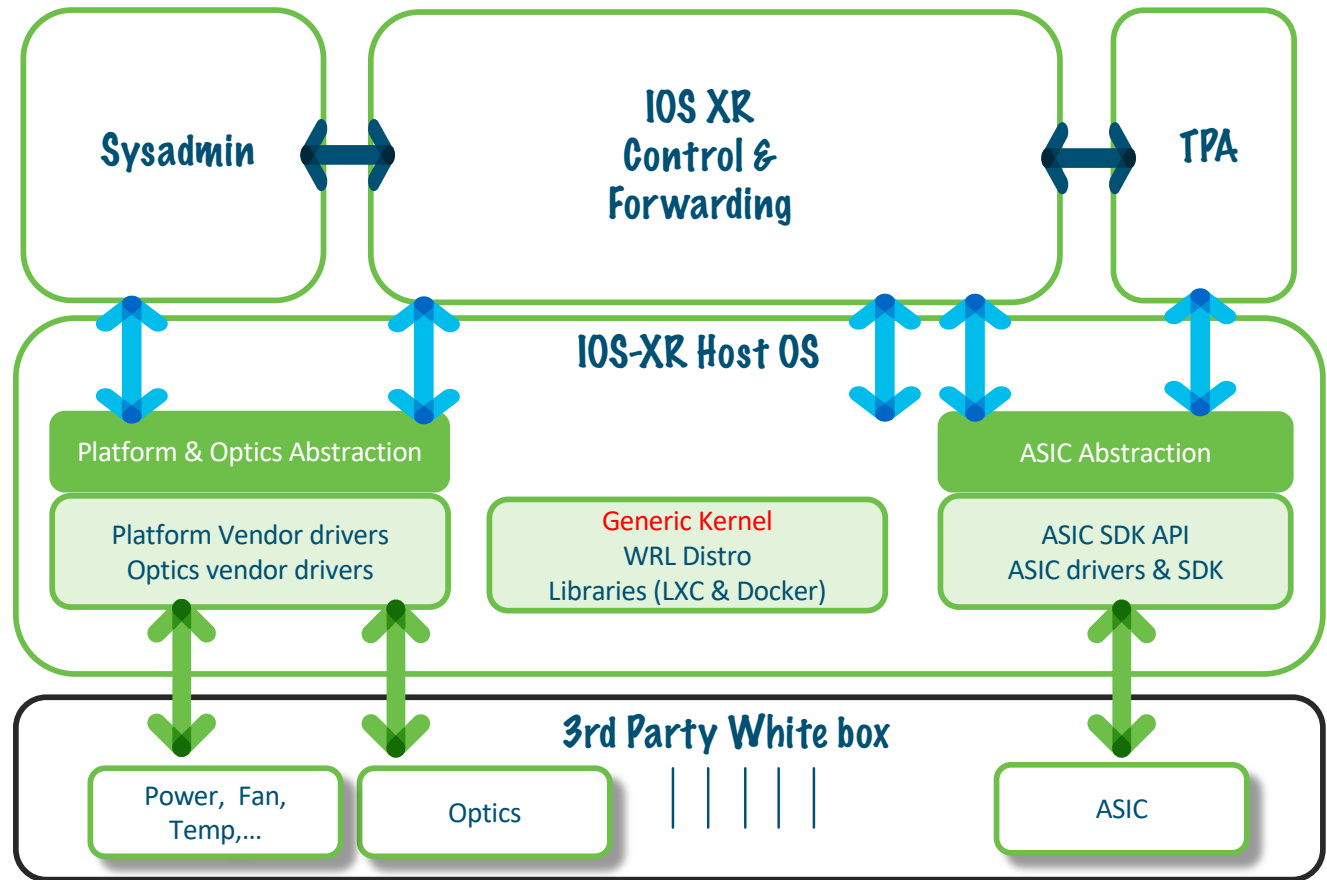 Sysadmin
IOS XR
Control &
Forwarding
TPA
IOS-XR Host OS
Platform & Optics Abstraction
ASIC Abstraction
Platform Vendor drivers
Optics vendor drivers
Generic Kernel
WRL Distro
Libraries (LXC & Docker)
ASIC SDK API
ASIC drivers & SDK
3rd Party White box
Power, Fan,
Temp,...
Optics
ASIC